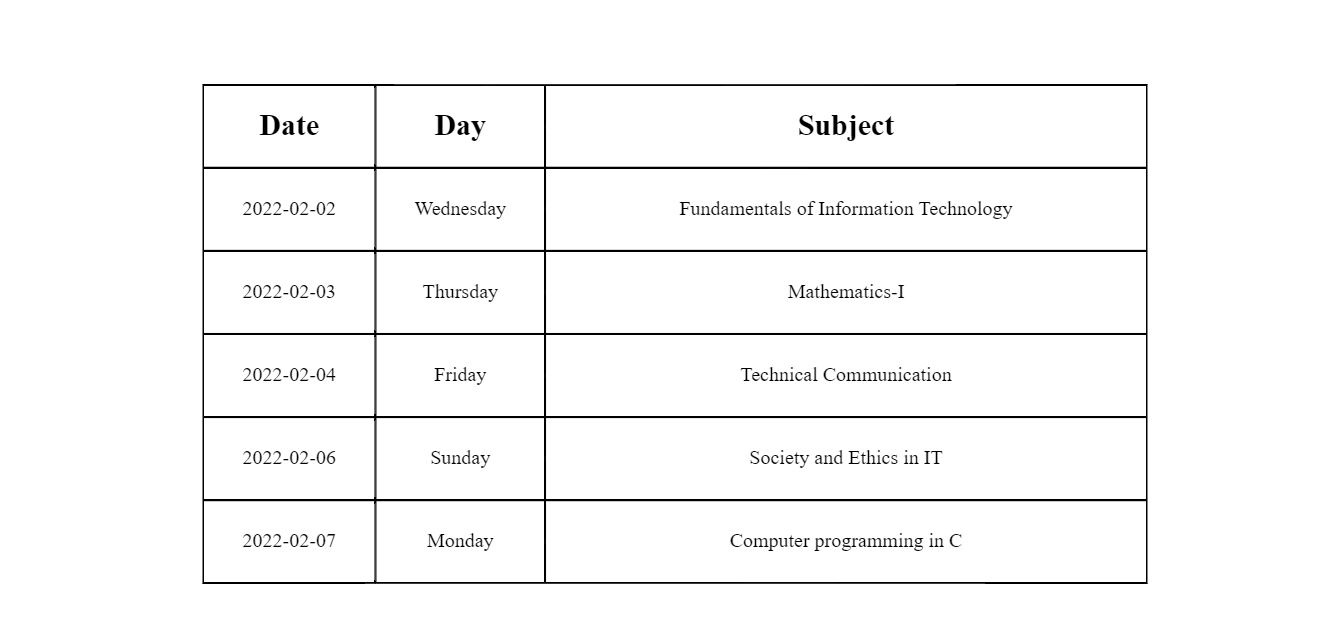 Date Day Subject
2022-02-02 Wednesday Fundamentals of Information Technology
2022-02-03 Thursday Mathematics-I
2022-02-04 Friday Technical Communication
2022-02-06 Sunday Society and Ethics in IT
2022-02-07 Monday Computer programming in C